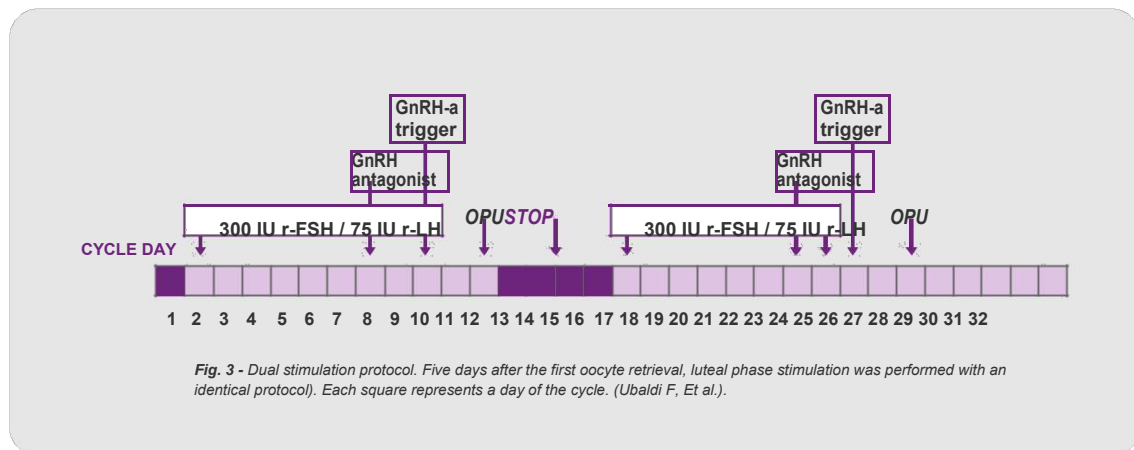 GnRH-a
trigger
GnRH
antagonist
300 IU r-FSH / 75 IU r-LH
OPU
STOP
GnRH-a
trigger
GnRH
antagonist
300 IU r-FSH / 75 IU r-LH
OPU
CYCLE DAY
1 2 3 4 5 6 7 8 9 10 11 12 13 14 15 16 17 18 19 20 21 22 23 24 25 26 27 28 29 30 31 32
Fig. 3 - Dual stimulation protocol. Five days after the first oocyte retrieval, luteal phase stimulation was performed with an
identical protocol). Each square represents a day of the cycle. (Ubaldi F, Et al.).